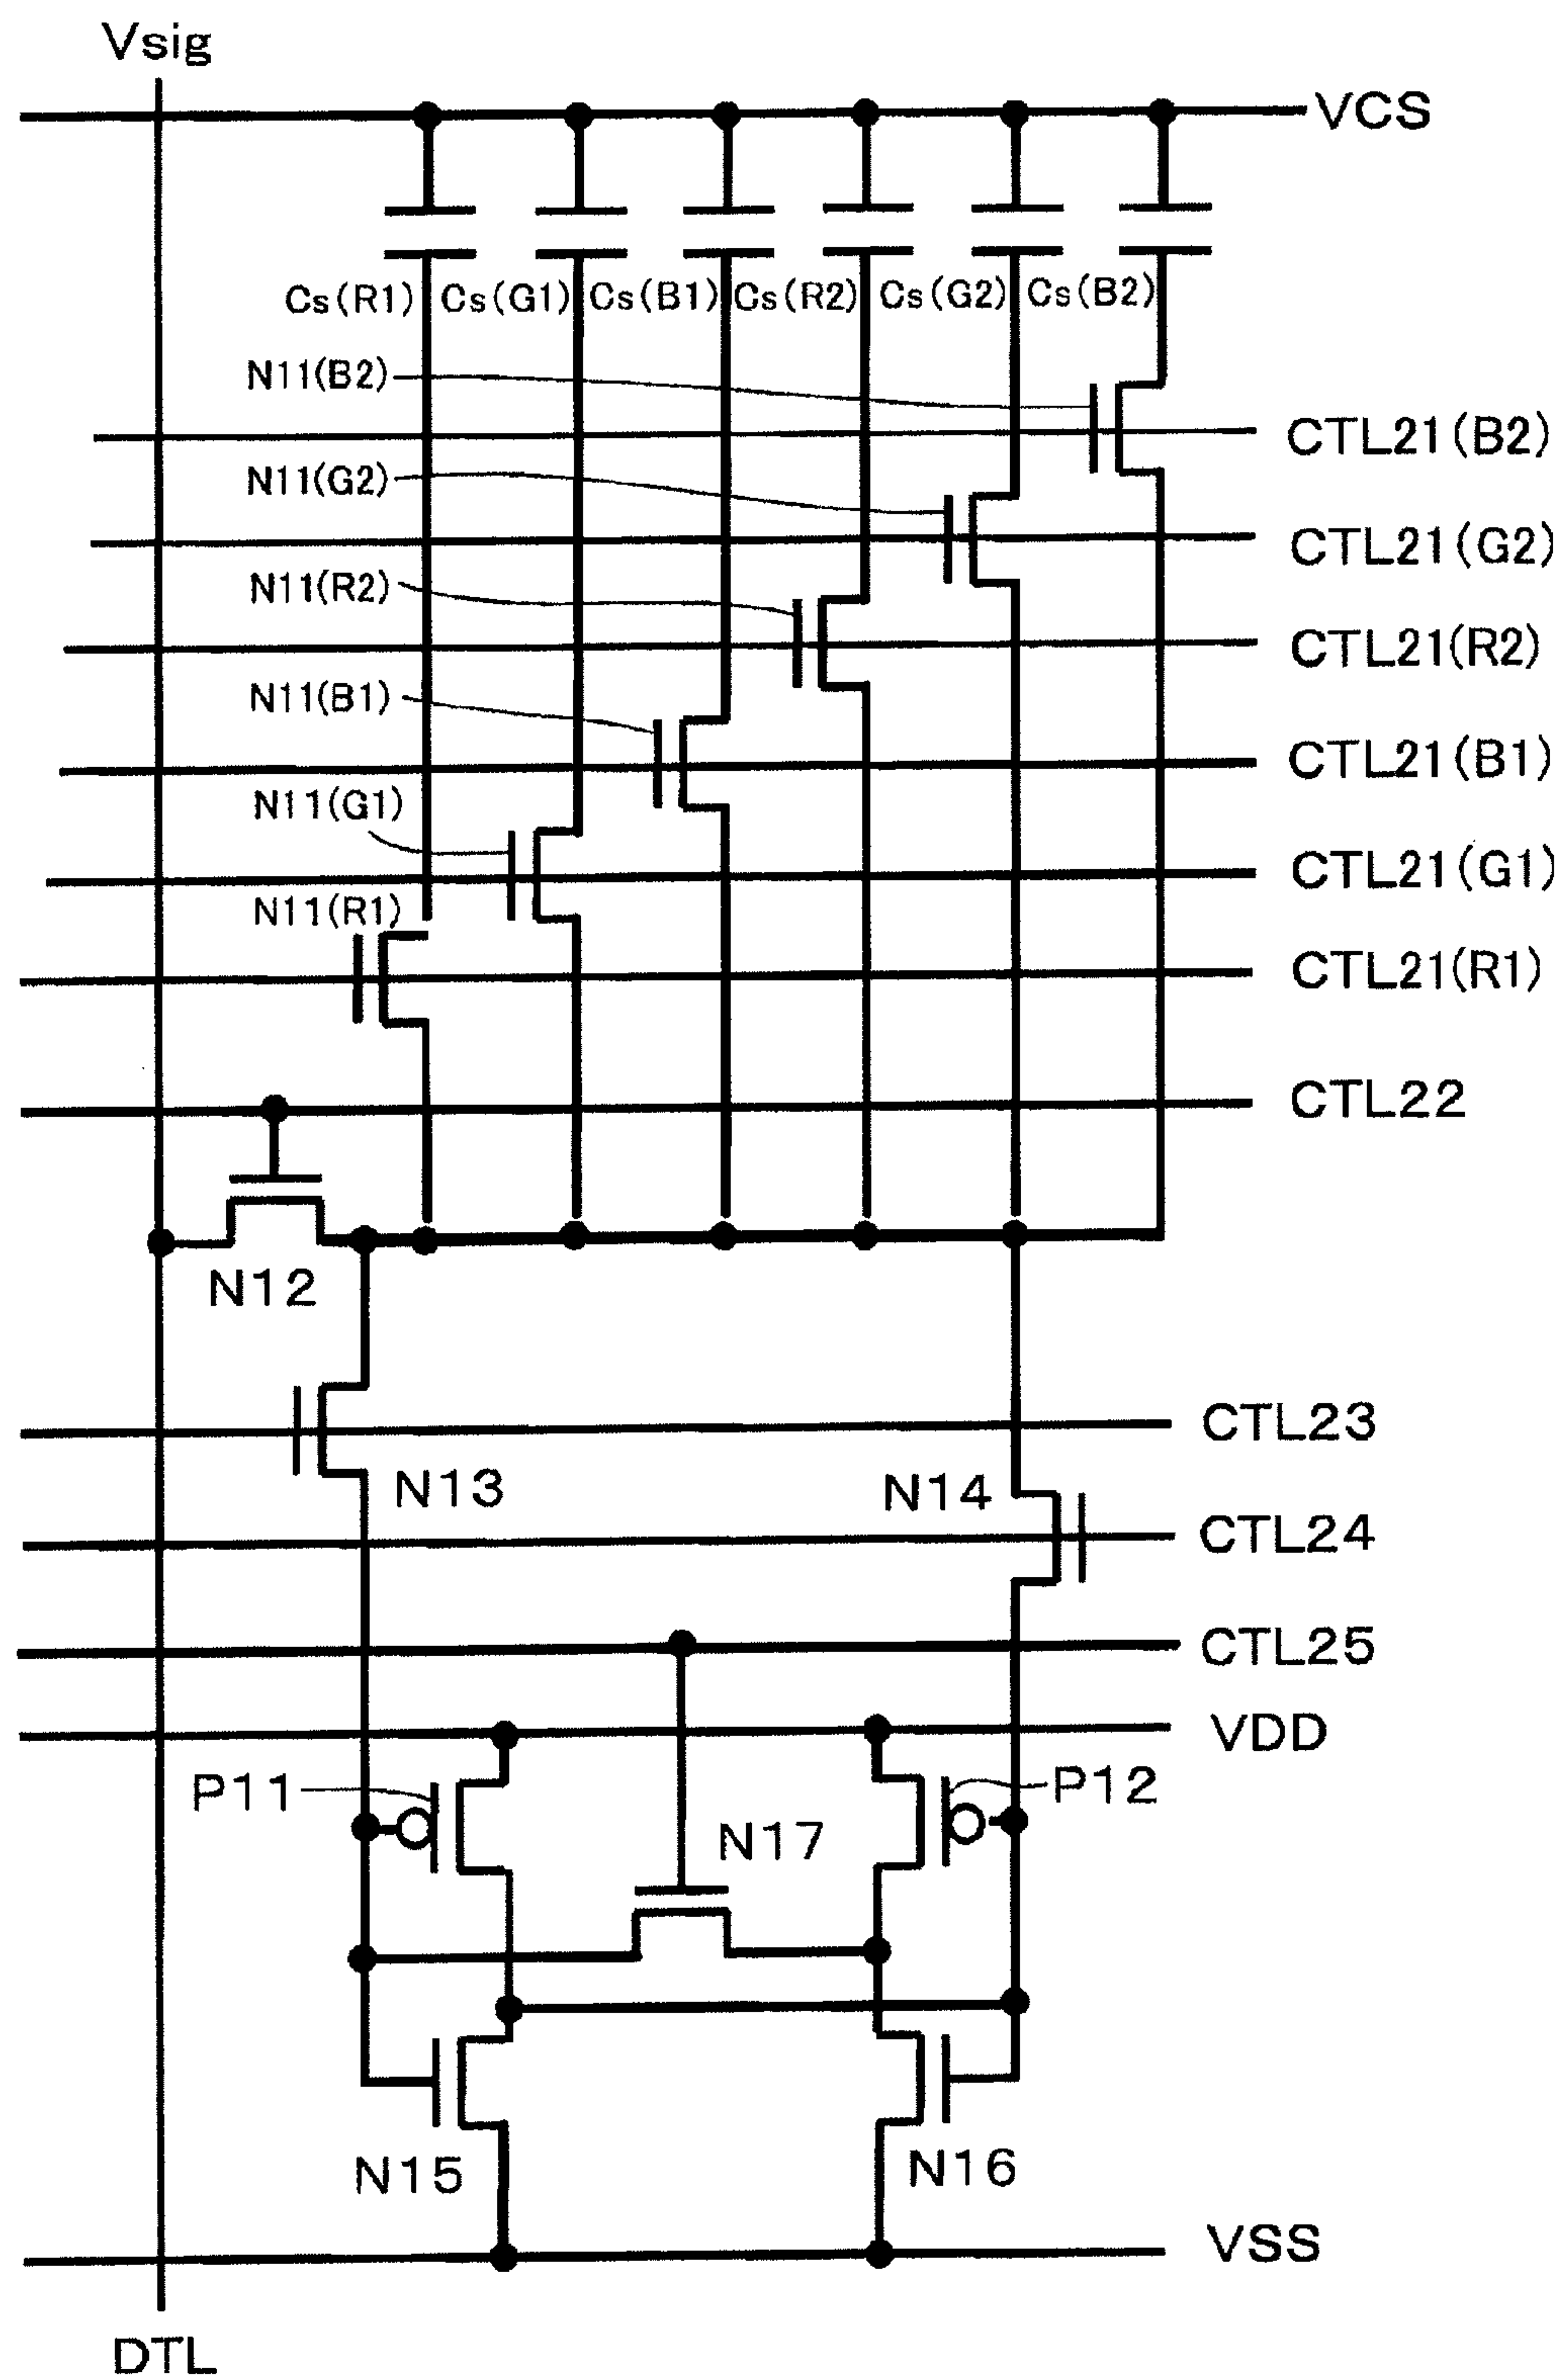 Vsig
VCS
Cs(R1) Cs(G1) Cs(B1) Cs(R2) Cs(G2) Cs(B2)
N11(B2)
CTL21(B2)
N11(G2)
CTL21(G2)
N11(R2)
CTL21(R2)
N11(B1)
CTL21(B1)
N11(G1)
CTL21(G1)
N11(R1)
CTL21(R1)
CTL22
N12
CTL23
N13
N14
CTL24
CTL25
VDD
P11
P12
N17
N15
N16
VSS
DTL